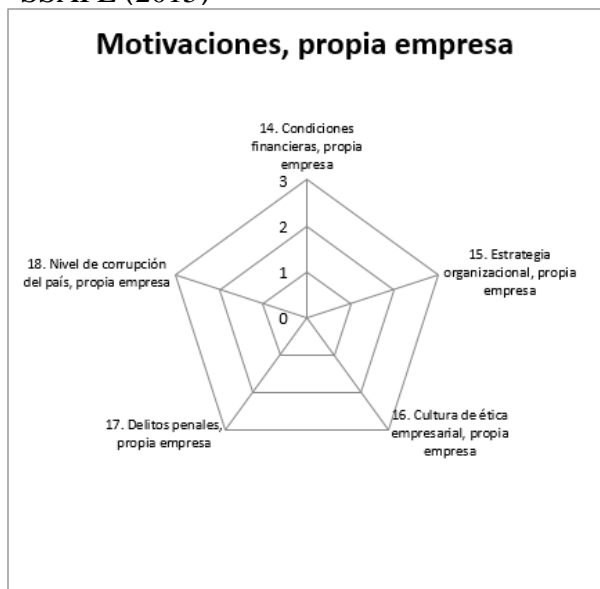 Motivaciones, propia empresa
14. Condiciones
financieras, propia
empresa
3
2
1
0
15. Estrategia
organizacional, propia
empresa
18. Nivel de corrupción
del país, propia empresa
17. Delitos penales,
propia empresa
16. Cultura de ética
empresarial, propia
empresa